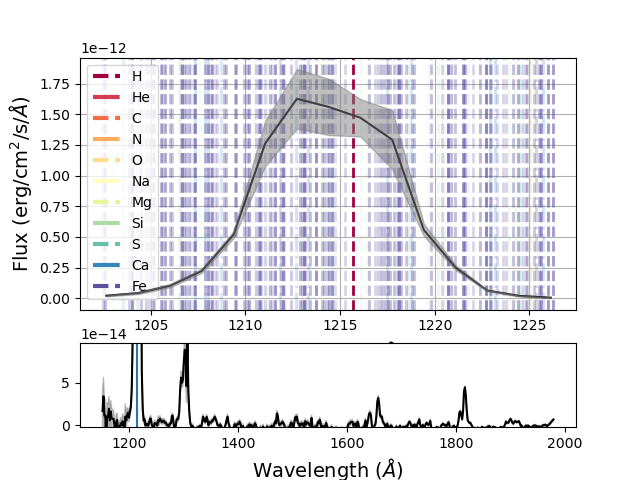 1e−12
Flux (erg/cm²/s/Å)
1.75
1.50
1.25
1.00
0.75
0.50
0.25
0.00
H
He
C
N
O
Na
Mg
Si
S
Ca
Fe
1205 1210 1215 1220 1225
1e−14
5
0
1200 1400 1600 1800 2000
Wavelength (Å)